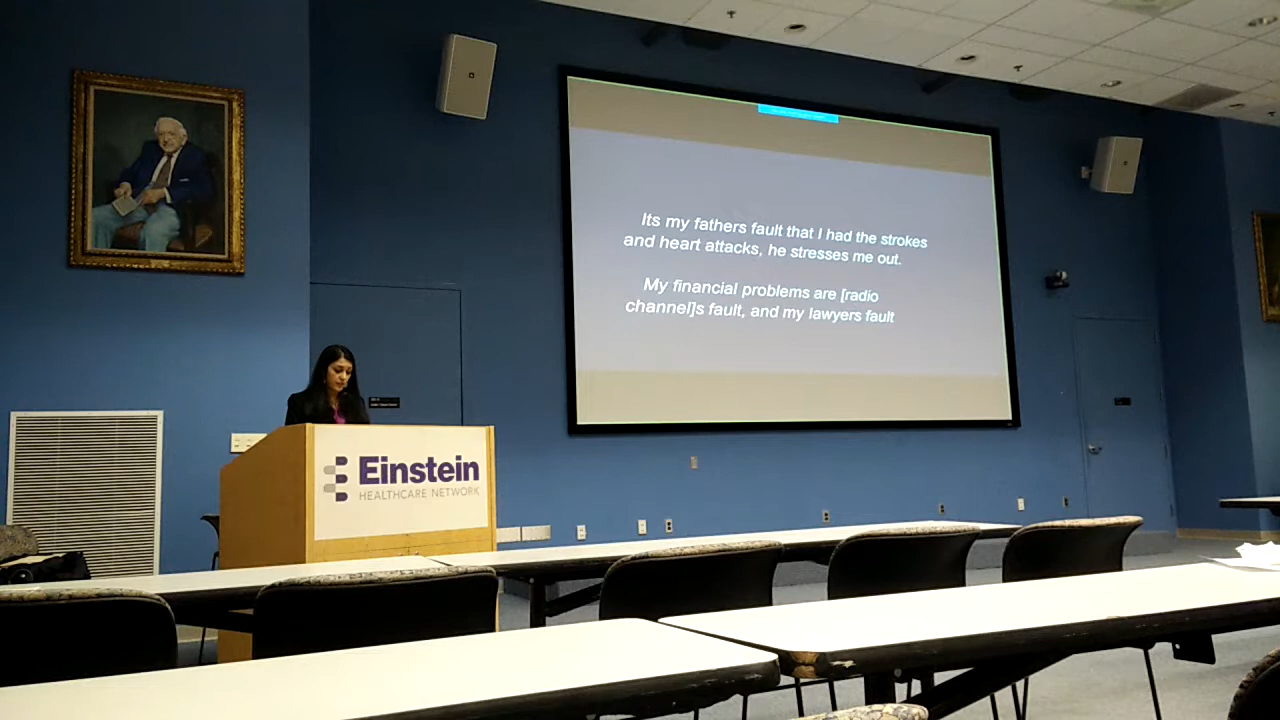 Its my fathers fault that I had the strokes
and heart attacks, he stresses me out.
My financial problems are [radio
channel]s fault, and my lawyers fault
Einstein
HEALTHCARE NETWORK